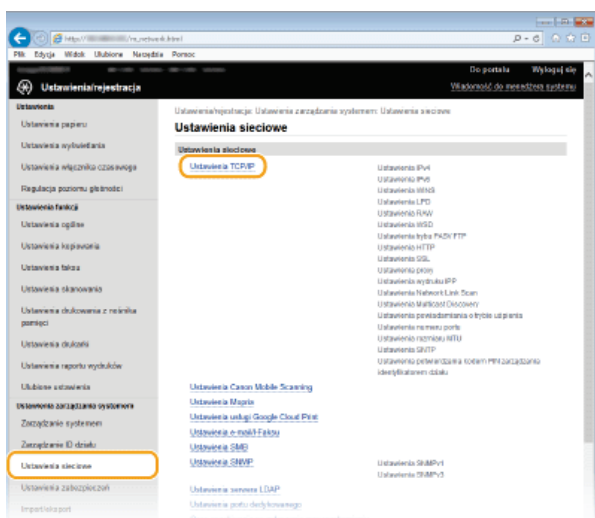 Plik Edycja Widok Ulubione Narzędzia Pomoc
Do portalu Wyloguj się
Ustawienia/rejestracja
Wiadomość do menedżera systemu
Ustawienia
Ustawienia papieru
Ustawienia wyświetlania
Ustawienia włącznika czasowego
Regulacja poziomu głośności
Ustawienia funkcji
Ustawienia ogólne
Ustawienia kopiowania
Ustawienia faksu
Ustawienia skanowania
Ustawienia drukowania z nośnika
pamięci
Ustawienia drukarki
Ustawienia raportu wydruków
Ulubione ustawienia
Ustawienia zarządzania systemem
Zarządzanie systemem
Zarządzanie ID działu
Ustawienia sieciowe
Ustawienia zabezpieczeń
Import/eksport
Ustawienia/rejestracja: Ustawienia zarządzania systemem: Ustawienia sieciowe
Ustawienia sieciowe
Ustawienia sieciowe
Ustawienia TCP/IP
Ustawienia IPv4
Ustawienia IPv6
Ustawienia WINS
Ustawienia LPD
Ustawienia RAW
Ustawienia WSD
Ustawienia trybu PASV FTP
Ustawienia HTTP
Ustawienia SSL
Ustawienia proxy
Ustawienia wydruku IPP
Ustawienia Network Link Scan
Ustawienia Multicast Discovery
Ustawienia powiadamiania o trybie uśpienia
Ustawienia numeru portu
Ustawienia rozmiaru MTU
Ustawienia SNTP
Ustawienia potwierdzania kodem PIN zarządzania
identyfikatorem działu
Ustawienia Canon Mobile Scanning
Ustawienia Mopria
Ustawienia usługi Google Cloud Print
Ustawienia e-mail/I-Faksu
Ustawienia SMB
Ustawienia SNMP
Ustawienia SNMPv1
Ustawienia SNMPv3
Ustawienia serwera LDAP
Ustawienia portu dedykowanego